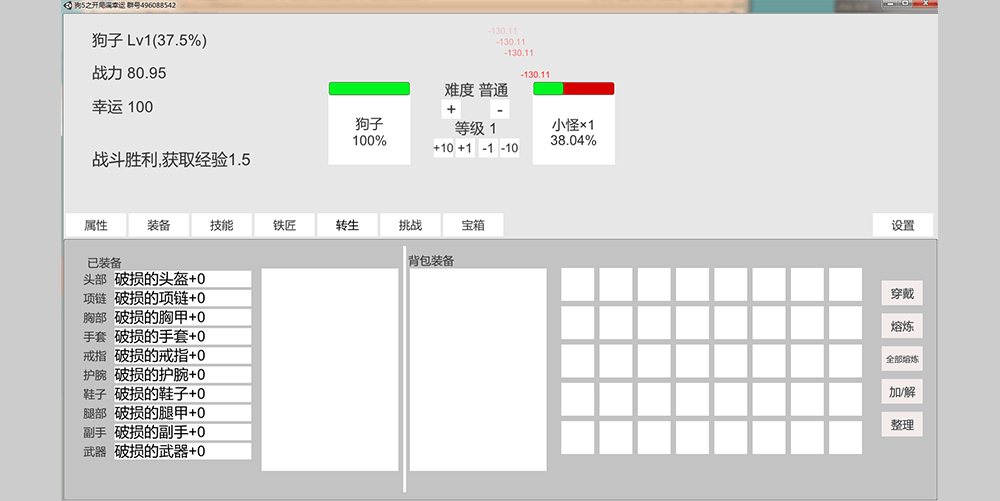 狗5之开局满幸运 群号496088542
狗子 Lv1(37.5%)
战力 80.95
幸运 100
战斗胜利,获取经验1.5
-130.11
-130.11
-130.11
-130.11
狗子
100%
难度 普通
+ -
等级 1
+10 +1 -1 -10
小怪×1
38.04%
属性 装备 技能 铁匠 转生 挑战 宝箱 设置
已装备
头部 破损的头盔+0
项链 破损的项链+0
胸部 破损的胸甲+0
手套 破损的手套+0
戒指 破损的戒指+0
护腕 破损的护腕+0
鞋子 破损的鞋子+0
腿部 破损的腿甲+0
副手 破损的副手+0
武器 破损的武器+0
背包装备
穿戴
熔炼
全部熔炼
加/解
整理